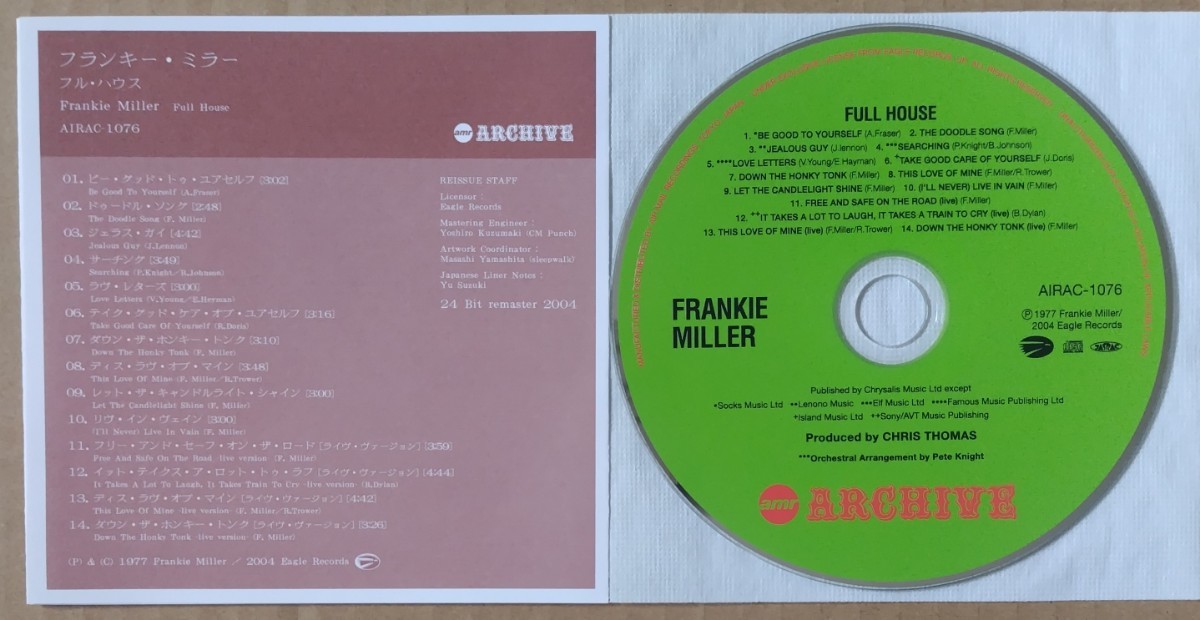 フランキー・ミラー
フル・ハウス
Frankie Miller Full House
AIRAC-1076
amr ARCHIVE
01. ビー・グッド・トゥ・ユアセルフ [3:02]
Be Good To Yourself (A.Fraser)
02. ドゥードル・ソング [2:48]
The Doodle Song (F. Miller)
03. ジェラス・ガイ [4:42]
Jealous Guy (J.Lennon)
04. サーチング [3:49]
Searching (P.Knight/B.Johnson)
05. ラヴ・レターズ [3:00]
Love Letters (V.Young/E.Herman)
06. テイク・グッド・ケア・オブ・ユアセルフ [3:16]
Take Good Care Of Yourself (R.Doris)
07. ダウン・ザ・ホンキー・トンク [3:10]
Down The Honky Tonk (F. Miller)
08. ディス・ラヴ・オブ・マイン [3:48]
This Love Of Mine (F. Miller/R.Trower)
09. レット・ザ・キャンドルライト・シャイン [3:00]
Let The Candlelight Shine (F. Miller)
10. リヴ・イン・ヴェイン [3:00]
(I'll Never) Live In Vain (F. Miller)
11. フリー・アンド・セーフ・オン・ザ・ロード [ライヴ・ヴァージョン] [3:59]
Free And Safe On The Road -live version- (F. Miller)
12. イット・テイクス・ア・ロット・トゥ・ラフ [ライヴ・ヴァージョン] [4:44]
It Takes A Lot To Laugh, It Takes Train To Cry -live version- (B.Drian)
13. ディス・ラヴ・オブ・マイン [ライヴ・ヴァージョン] [4:42]
This Love Of Mine -live version- (F. Miller/R.Trower)
14. ダウン・ザ・ホンキー・トンク [ライヴ・ヴァージョン] [3:26]
Down The Honky Tonk -live version- (F. Miller)
(P) & (C) 1977 Frankie Miller / 2004 Eagle Records
REISSUE STAFF
Licensor :
Eagle Records
Mastering Engineer :
Yoshiro Kuzumaki (CM Punch)
Artwork Coordinator :
Masashi Yamashita (sleepwalk)
Japanese Liner Notes :
Yu Suzuki
24 Bit remaster 2004
FULL HOUSE
1. *BE GOOD TO YOURSELF (A.Fraser) 2. THE DOODLE SONG (F.Miller)
3. **JEALOUS GUY (J.lennon) 4. ***SEARCHING (P.Knight/B.Johnson)
5. ****LOVE LETTERS (V.Young/E.Hayman) 6. +TAKE GOOD CARE OF YOURSELF (J.Doris)
7. DOWN THE HONKY TONK (F.Miller) 8. THIS LOVE OF MINE (F.Miller/R.Trower)
9. LET THE CANDLELIGHT SHINE (F.Miller) 10. (I'LL NEVER) LIVE IN VAIN (F.Miller)
11. FREE AND SAFE ON THE ROAD (live) (F.Miller)
12. ++IT TAKES A LOT TO LAUGH, IT TAKES A TRAIN TO CRY (live) (B.Dylan)
13. THIS LOVE OF MINE (live) (F.Miller/R.Trower) 14. DOWN THE HONKY TONK (live) (F.Miller)
FRANKIE
MILLER
AIRAC-1076
Ⓟ1977 Frankie Miller/
2004 Eagle Records
Published by Chrysalis Music Ltd except
*Socks Music Ltd **Lenono Music ***Elf Music Ltd ****Famous Music Publishing Ltd
+Island Music Ltd ++Sony/AVT Music Publishing
Produced by CHRIS THOMAS
***Orchestral Arrangement by Pete Knight
amr ARCHIVE